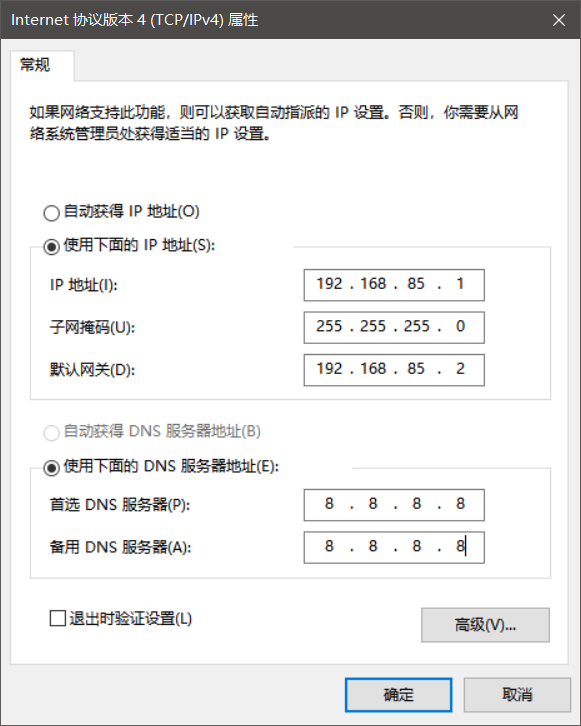 Internet 协议版本 4 (TCP/IPv4) 属性
常规
如果网络支持此功能，则可以获取自动指派的 IP 设置。否则，你需要从网
络系统管理员处获得适当的 IP 设置。
自动获得 IP 地址(O)
使用下面的 IP 地址(S):
IP 地址(I): 192 . 168 . 85 . 1
子网掩码(U): 255 . 255 . 255 . 0
默认网关(D): 192 . 168 . 85 . 2
自动获得 DNS 服务器地址(B)
使用下面的 DNS 服务器地址(E):
首选 DNS 服务器(P): 8 . 8 . 8 . 8
备用 DNS 服务器(A): 8 . 8 . 8 . 8
退出时验证设置(L)
高级(V)...
确定 取消